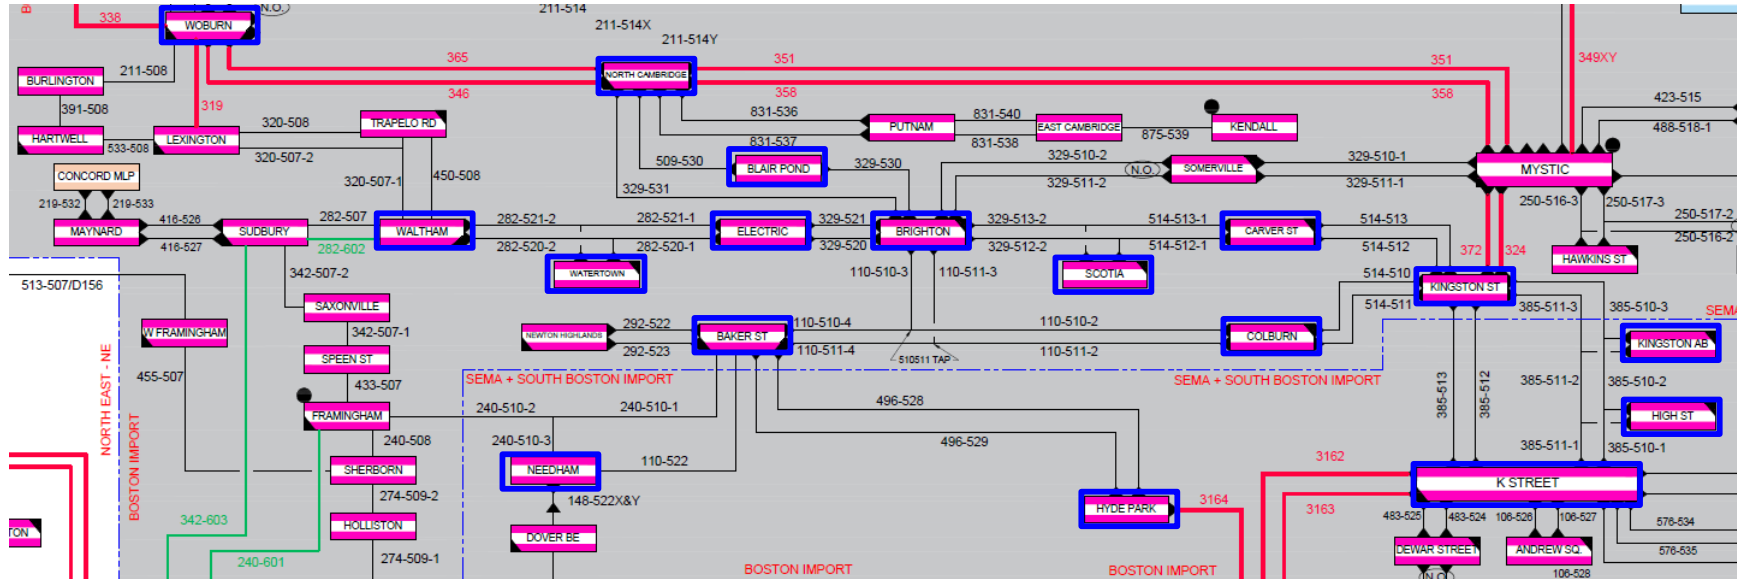 N.O.
211-514
338
WOBURN
211-514X
211-514Y
365
351
351
349XY
BURLINGTON
211-508
NORTH CAMBRIDGE
346
358
358
391-508
319
423-515
TRAPELO RD
831-536
831-540
320-508
PUTNAM
EAST CAMBRIDGE
KENDALL
488-518-1
HARTWELL
LEXINGTON
831-537
831-538
875-539
533-508
320-507-2
509-530
329-530
329-510-2
329-510-1
BLAIR POND
N.O.
SOMERVILLE
MYSTIC
CONCORD MLP
320-507-1
450-508
329-531
329-511-2
329-511-1
219-532
219-533
250-516-3
250-517-3
416-526
282-507
282-521-2
282-521-1
329-521
329-513-2
514-513-1
514-513
250-517-2
MAYNARD
SUDBURY
WALTHAM
ELECTRIC
BRIGHTON
CARVER ST
416-527
282-602
282-520-2
282-520-1
329-520
329-512-2
514-512-1
514-512
372
324
250-516-2
342-507-2
WATERTOWN
110-510-3
110-511-3
SCOTIA
514-510
HAWKINS ST
513-507/D156
KINGSTON ST
SAXONVILLE
514-511
385-511-3
385-510-3
SEMA
W FRAMINGHAM
342-507-1
NEWTON HIGHLANDS
292-522
BAKER ST
110-510-4
110-510-2
COLBURN
KINGSTON AB
292-523
110-511-4
510511 TAP
110-511-2
SPEEN ST
455-507
433-507
SEMA + SOUTH BOSTON IMPORT
SEMA + SOUTH BOSTON IMPORT
385-513
385-512
385-511-2
385-510-2
NORTH EAST - NE
BOSTON IMPORT
FRAMINGHAM
240-510-2
240-510-1
496-528
HIGH ST
240-508
240-510-3
496-529
385-511-1
385-510-1
SHERBORN
NEEDHAM
110-522
3162
K STREET
274-509-2
148-522X&Y
HYDE PARK
3164
3163
483-525
483-524
106-526
106-527
342-603
HOLLISTON
576-534
TON
DOVER BE
DEWAR STREET
ANDREW SQ.
576-535
240-601
274-509-1
BOSTON IMPORT
BOSTON IMPORT
N.O.
106-528